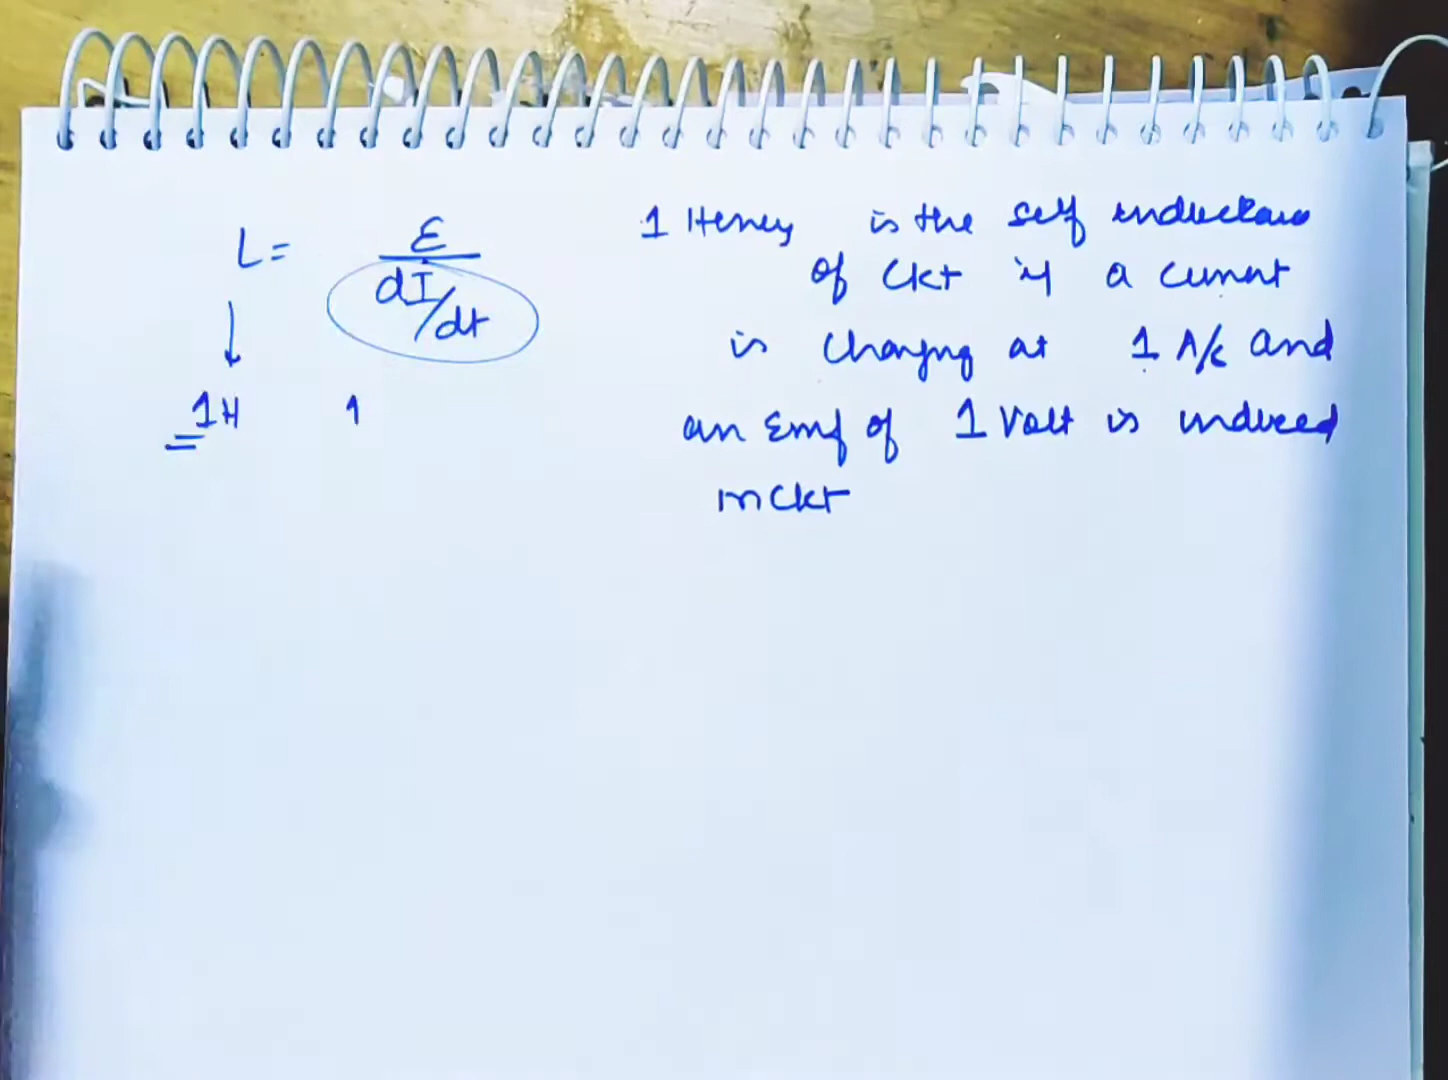 L = ε
dI/dt
1H 1
1 Henry is the self inductance
of ckt if a current
is changing at 1 A/s and
an Emf of 1 Volt is induced
in ckt